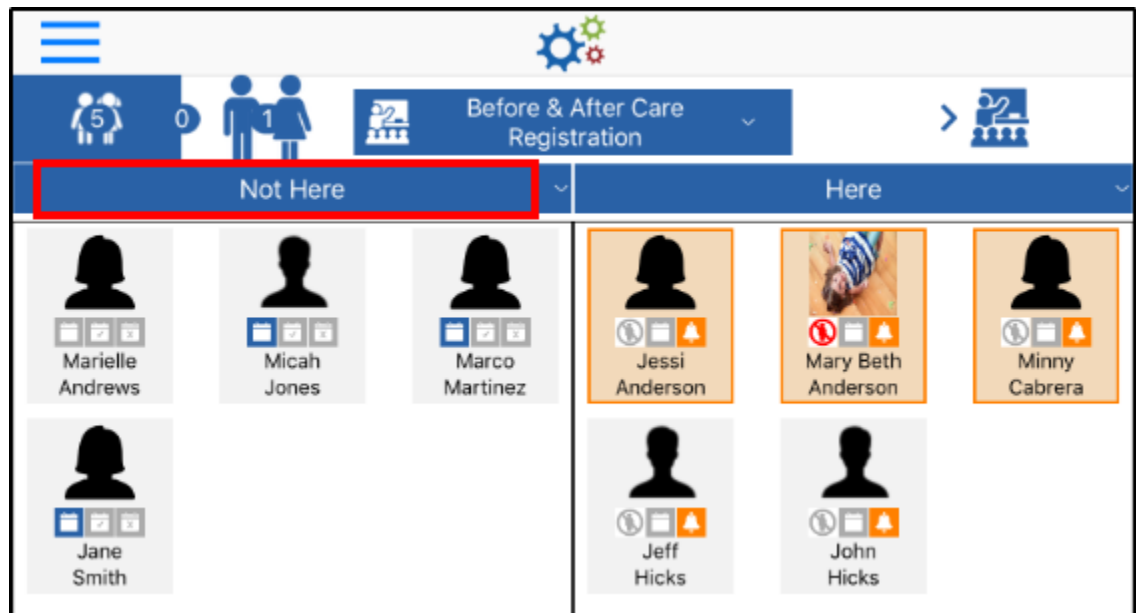 5
0
1
Before & After Care
Registration
Not Here
Here
Marielle
Andrews
Micah
Jones
Marco
Martinez
Jane
Smith
Jessi
Anderson
Mary Beth
Anderson
Minny
Cabrera
Jeff
Hicks
John
Hicks